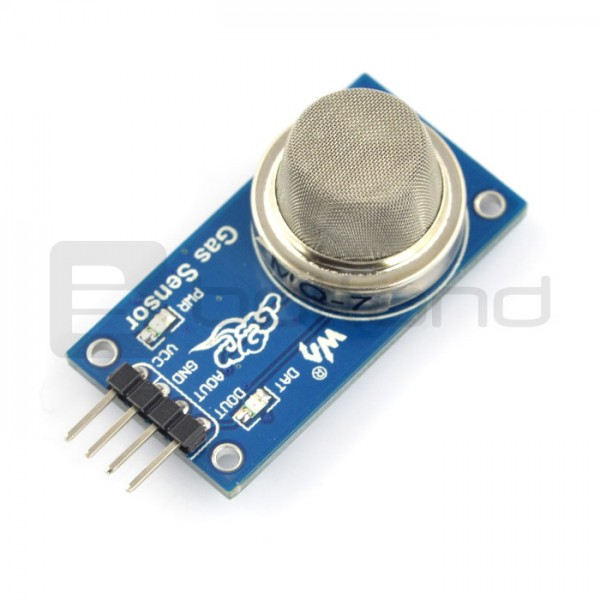 Gas Sensor
MQ-7
PWR
VCC
GND
AOUT
DOUT
DAT
®